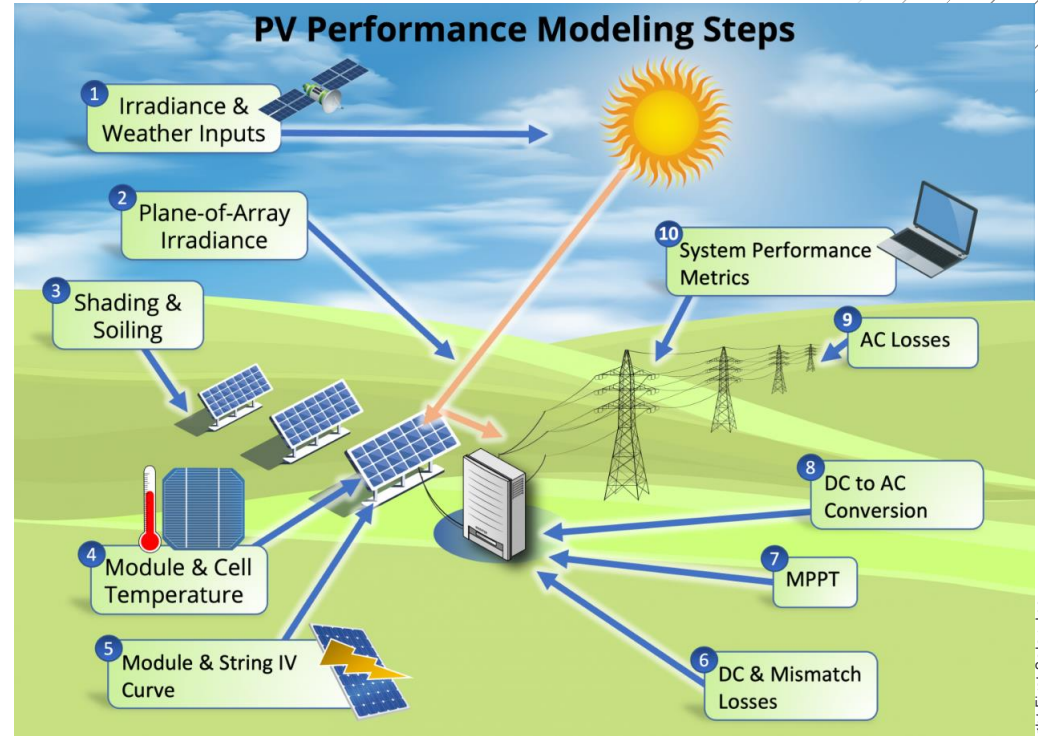 PV Performance Modeling Steps
1
Irradiance &
Weather Inputs
2
Plane-of-Array
Irradiance
3
Shading &
Soiling
4
Module & Cell
Temperature
5
Module & String IV
Curve
6
DC & Mismatch
Losses
7
MPPT
8
DC to AC
Conversion
9
AC Losses
10
System Performance
Metrics